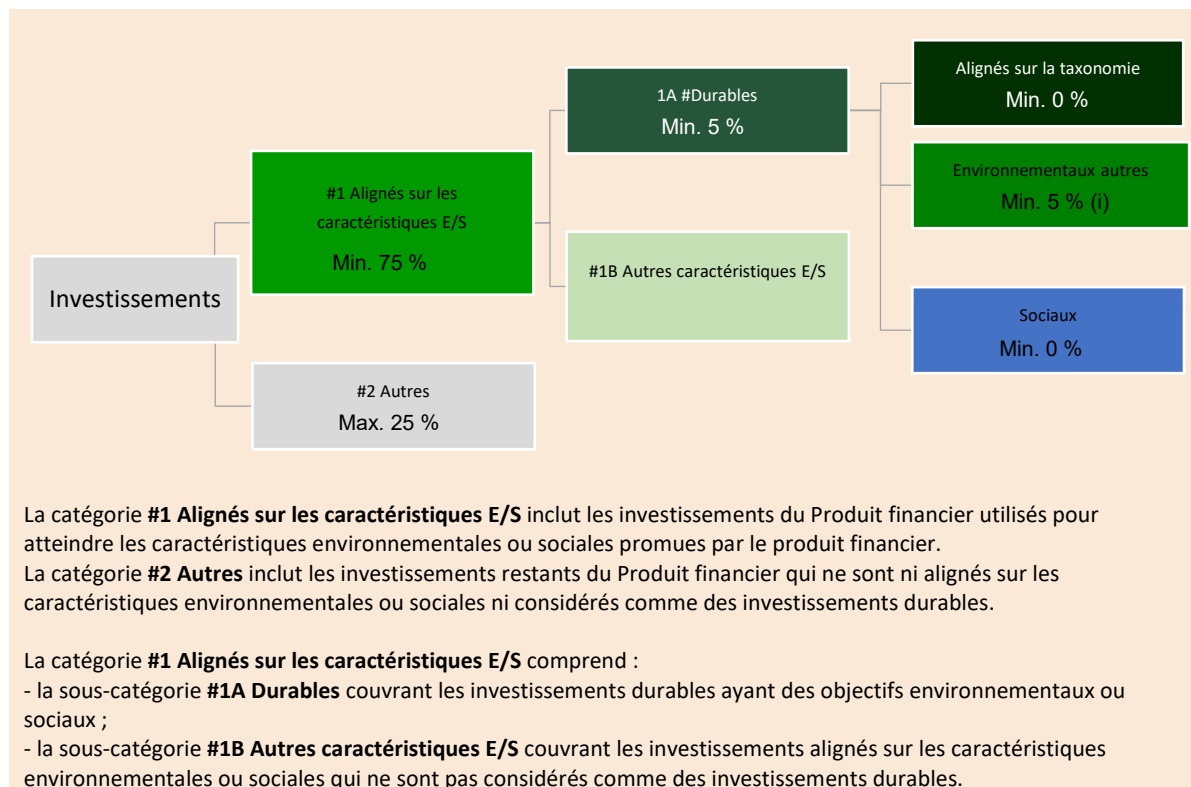 Investissements
#1 Alignés sur les
caractéristiques E/S
Min. 75 %
#2 Autres
Max. 25 %
1A #Durables
Min. 5 %
#1B Autres caractéristiques E/S
Alignés sur la taxonomie
Min. 0 %
Environnementaux autres
Min. 5 % (i)
Sociaux
Min. 0 %
La catégorie #1 Alignés sur les caractéristiques E/S inclut les investissements du Produit financier utilisés pour
atteindre les caractéristiques environnementales ou sociales promues par le produit financier.
La catégorie #2 Autres inclut les investissements restants du Produit financier qui ne sont ni alignés sur les
caractéristiques environnementales ou sociales ni considérés comme des investissements durables.
La catégorie #1 Alignés sur les caractéristiques E/S comprend :
- la sous-catégorie #1A Durables couvrant les investissements durables ayant des objectifs environnementaux ou
sociaux ;
- la sous-catégorie #1B Autres caractéristiques E/S couvrant les investissements alignés sur les caractéristiques
environnementales ou sociales qui ne sont pas considérés comme des investissements durables.